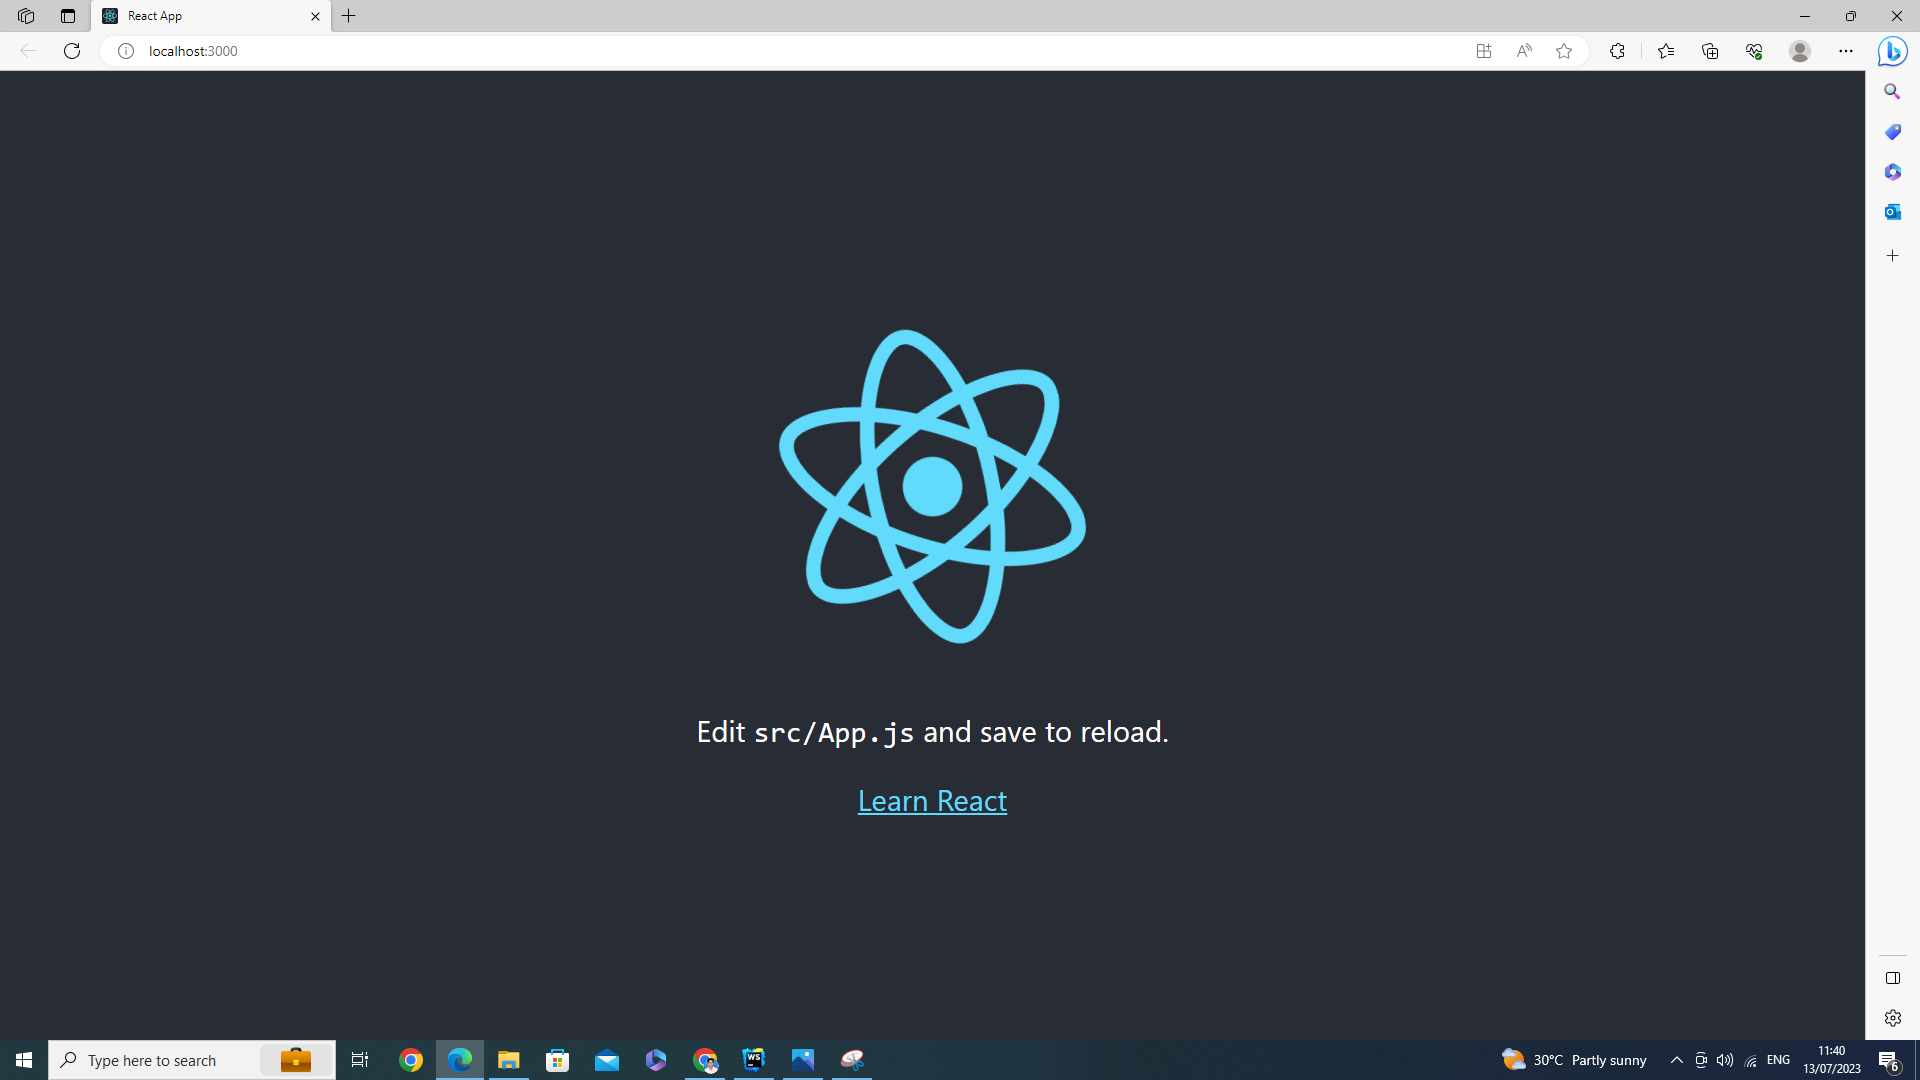 React App
localhost:3000
Edit src/App.js and save to reload.
Learn React
Type here to search
WS
30°C Partly sunny
ENG
11:40
13/07/2023
6